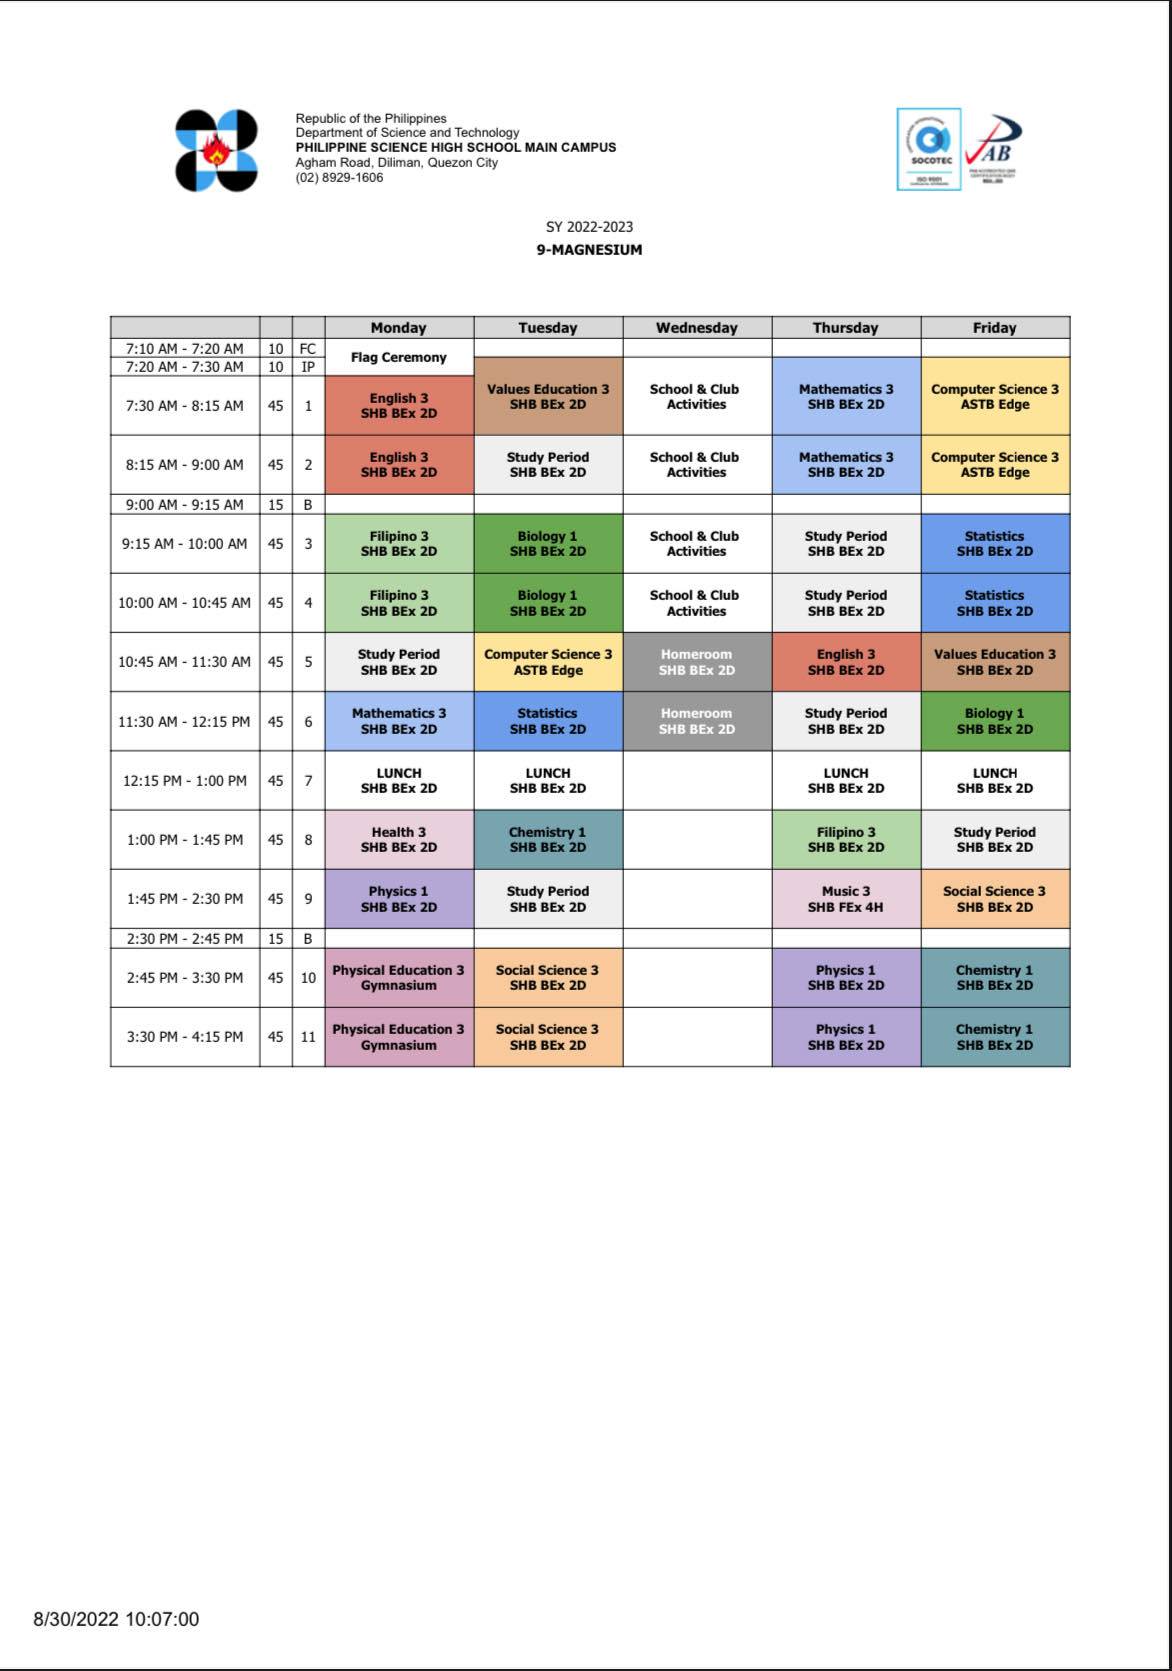 Republic of the Philippines
Department of Science and Technology
PHILIPPINE SCIENCE HIGH SCHOOL MAIN CAMPUS
Agham Road, Diliman, Quezon City
(02) 8929-1606
SOCOTEC
ISO 9001
PAB
SY 2022-2023
9-MAGNESIUM
Monday Tuesday Wednesday Thursday Friday
7:10 AM - 7:20 AM 10 FC Flag Ceremony
7:20 AM - 7:30 AM 10 IP
7:30 AM - 8:15 AM 45 1 English 3 Values Education 3 School & Club Mathematics 3 Computer Science 3
SHB BEx 2D SHB BEx 2D Activities SHB BEx 2D ASTB Edge
8:15 AM - 9:00 AM 45 2 English 3 Study Period School & Club Mathematics 3 Computer Science 3
SHB BEx 2D SHB BEx 2D Activities SHB BEx 2D ASTB Edge
9:00 AM - 9:15 AM 15 B
9:15 AM - 10:00 AM 45 3 Filipino 3 Biology 1 School & Club Study Period Statistics
SHB BEx 2D SHB BEx 2D Activities SHB BEx 2D SHB BEx 2D
10:00 AM - 10:45 AM 45 4 Filipino 3 Biology 1 School & Club Study Period Statistics
SHB BEx 2D SHB BEx 2D Activities SHB BEx 2D SHB BEx 2D
10:45 AM - 11:30 AM 45 5 Study Period Computer Science 3 Homeroom English 3 Values Education 3
SHB BEx 2D ASTB Edge SHB BEx 2D SHB BEx 2D SHB BEx 2D
11:30 AM - 12:15 PM 45 6 Mathematics 3 Statistics Homeroom Study Period Biology 1
SHB BEx 2D SHB BEx 2D SHB BEx 2D SHB BEx 2D SHB BEx 2D
12:15 PM - 1:00 PM 45 7 LUNCH LUNCH LUNCH LUNCH
SHB BEx 2D SHB BEx 2D SHB BEx 2D SHB BEx 2D
1:00 PM - 1:45 PM 45 8 Health 3 Chemistry 1 Filipino 3 Study Period
SHB BEx 2D SHB BEx 2D SHB BEx 2D SHB BEx 2D
1:45 PM - 2:30 PM 45 9 Physics 1 Study Period Music 3 Social Science 3
SHB BEx 2D SHB BEx 2D SHB FEx 4H SHB BEx 2D
2:30 PM - 2:45 PM 15 B
2:45 PM - 3:30 PM 45 10 Physical Education 3 Social Science 3 Physics 1 Chemistry 1
Gymnasium SHB BEx 2D SHB BEx 2D SHB BEx 2D
3:30 PM - 4:15 PM 45 11 Physical Education 3 Social Science 3 Physics 1 Chemistry 1
Gymnasium SHB BEx 2D SHB BEx 2D SHB BEx 2D
8/30/2022 10:07:00